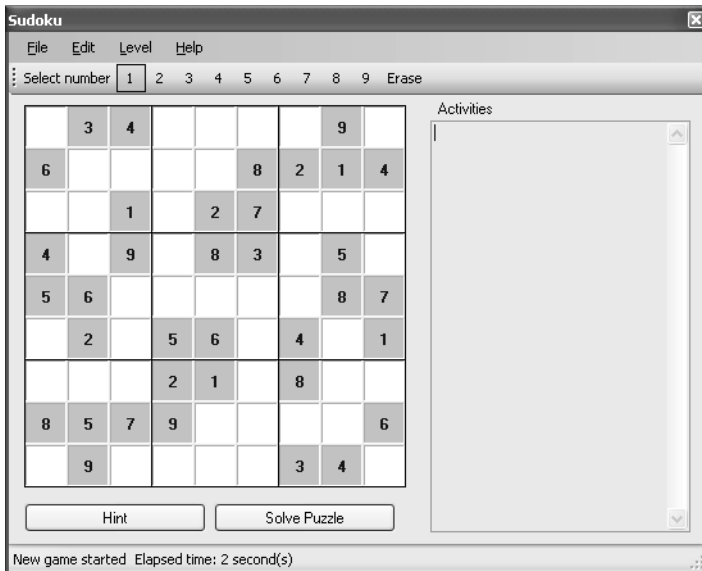 Sudoku
File Edit Level Help
Select number 1 2 3 4 5 6 7 8 9 Erase
Activities
3 4 9
6 8 2 1 4
1 2 7
4 9 8 3 5
5 6 8 7
2 5 6 4 1
2 1 8
8 5 7 9 6
9 3 4
Hint Solve Puzzle
New game started Elapsed time: 2 second(s)